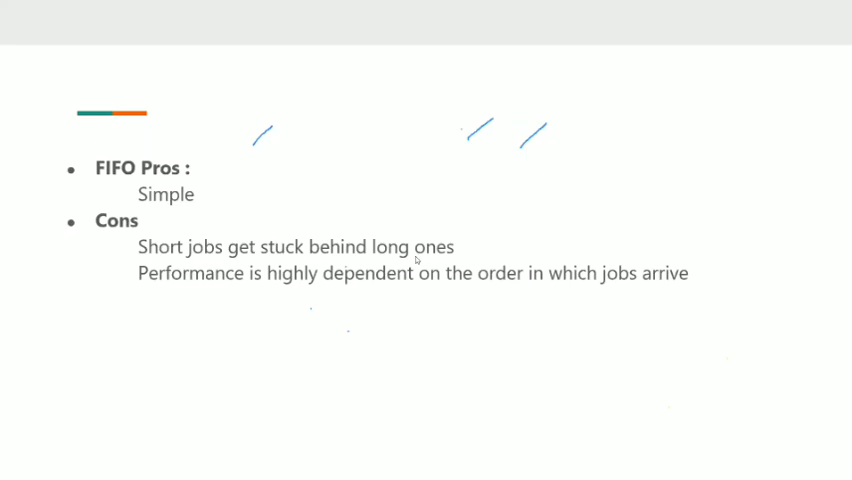 • FIFO Pros :
Simple
• Cons
Short jobs get stuck behind long ones
Performance is highly dependent on the order in which jobs arrive